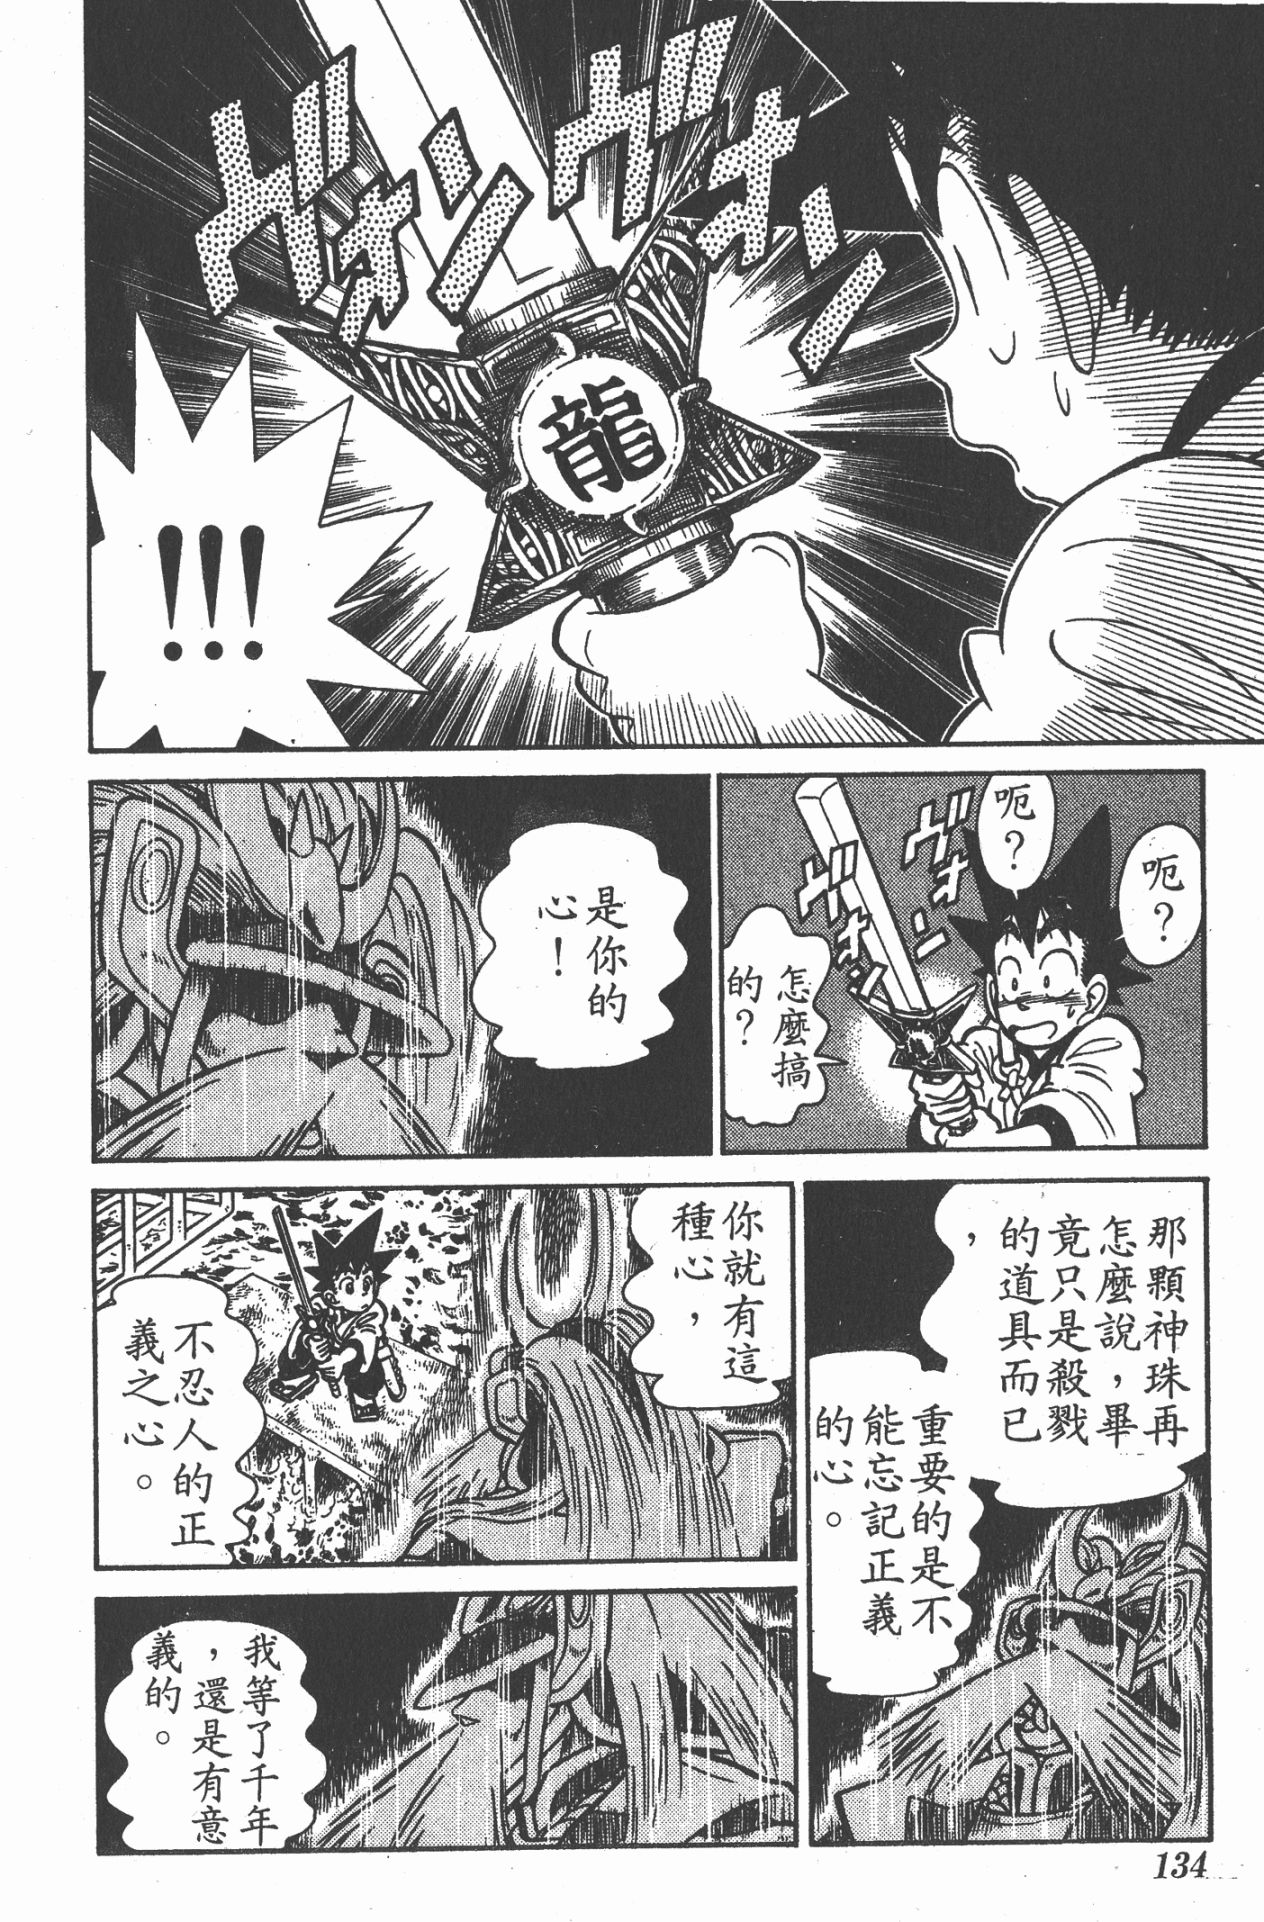 ヴォン
ヴヴォン
龍
!!!
呃？
呃？
怎麼搞
的？
是你的
心！
那顆神珠再
怎麼說，畢
竟只是殺戮
的道具而已
，
重要的是不
能忘記正義
的心。
你就有這
種心，
不忍人的正
義之心。
我等了千年
，還是有意
義的。
ヴヴォン
ヴォン
134